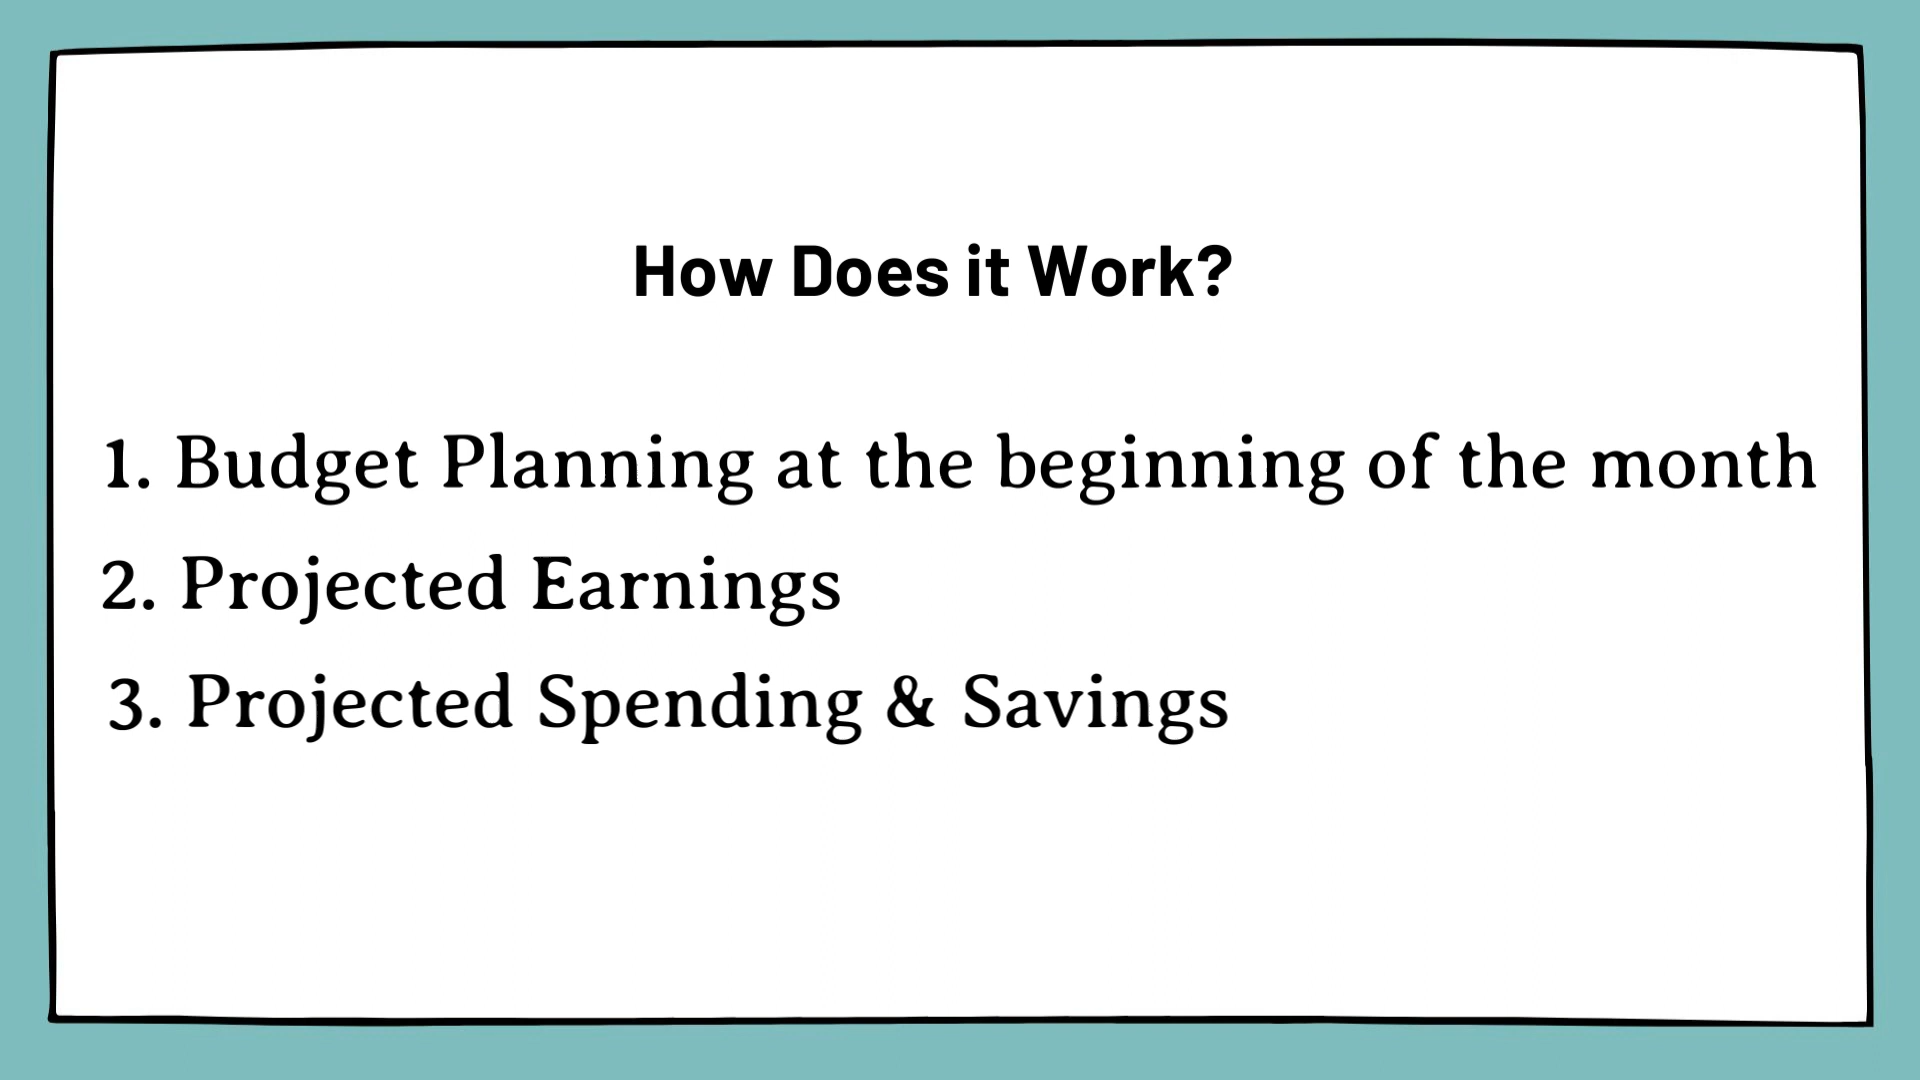 How Does it Work?
1. Budget Planning at the beginning of the month
2. Projected Earnings
3. Projected Spending & Savings